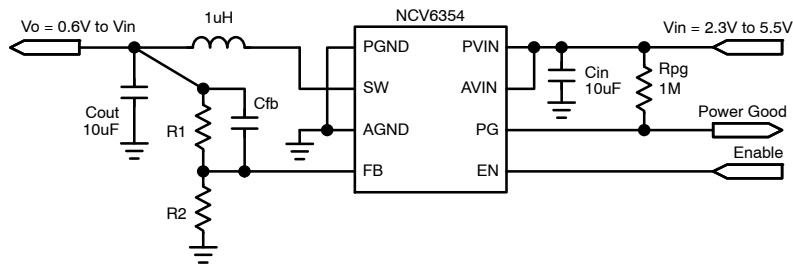 NCV6354
Vo = 0.6V to Vin
1uH
Vin = 2.3V to 5.5V
PGND
PVIN
SW
AVIN
AGND
PG
FB
EN
Cout
10uF
Cfb
R1
R2
Cin
10uF
Rpg
1M
Power Good
Enable